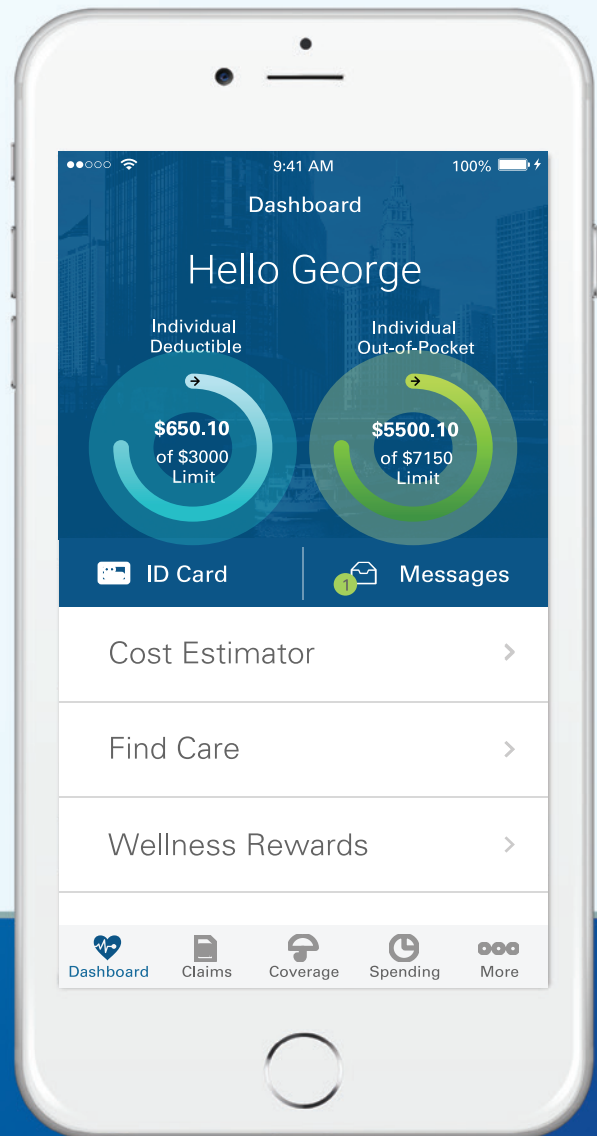 9:41 AM
100%
Dashboard
Hello George
Individual
Deductible
$650.10
of $3000
Limit
Individual
Out-of-Pocket
$5500.10
of $7150
Limit
ID Card
1
Messages
Cost Estimator
Find Care
Wellness Rewards
Dashboard
Claims
Coverage
Spending
More